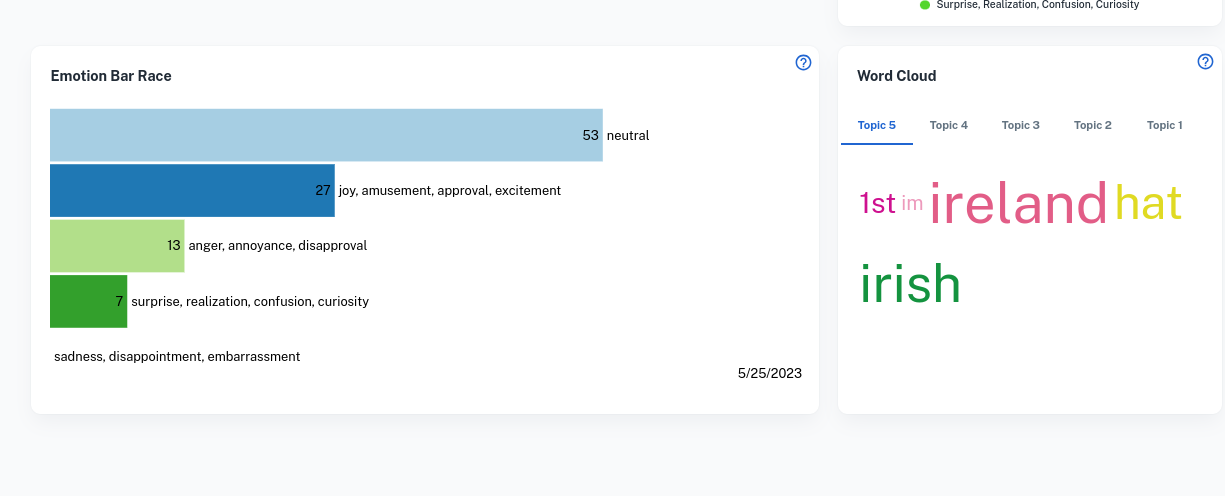 Surprise, Realization, Confusion, Curiosity
Emotion Bar Race
?
53 neutral
27 joy, amusement, approval, excitement
13 anger, annoyance, disapproval
7 surprise, realization, confusion, curiosity
sadness, disappointment, embarrassment
5/25/2023
Word Cloud
?
Topic 5 Topic 4 Topic 3 Topic 2 Topic 1
1st im ireland hat
irish